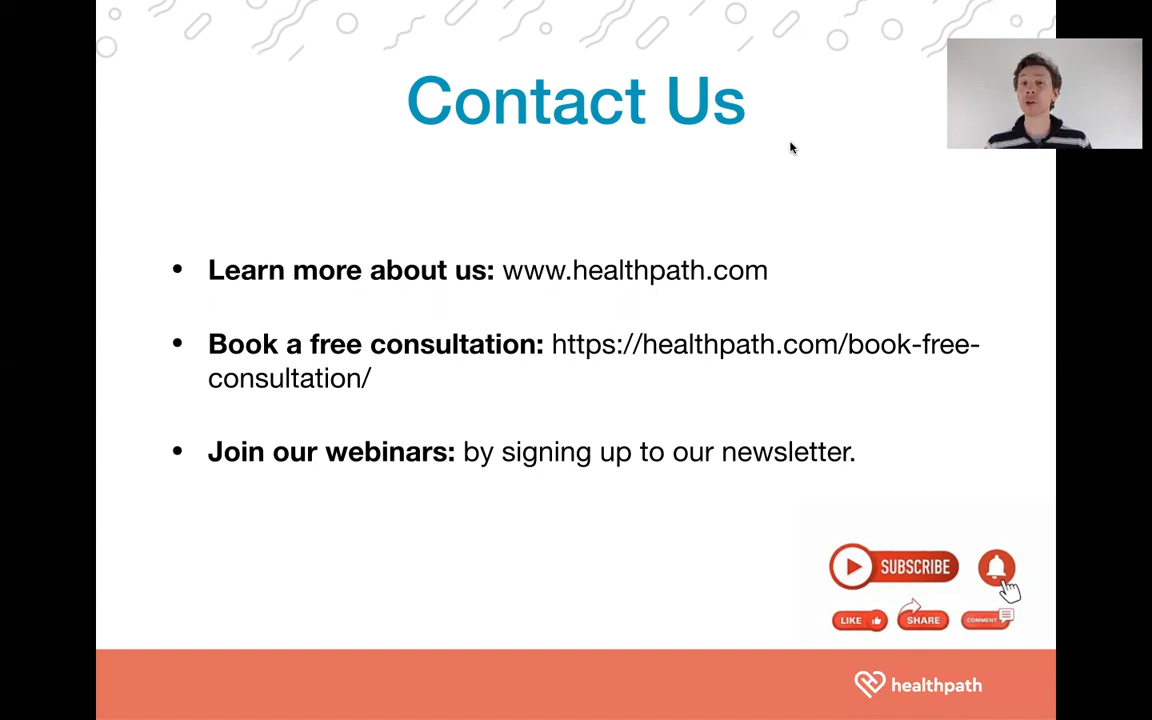 Contact Us
• Learn more about us: www.healthpath.com
• Book a free consultation: https://healthpath.com/book-free-
consultation/
• Join our webinars: by signing up to our newsletter.
SUBSCRIBE
LIKE SHARE COMMENT
healthpath